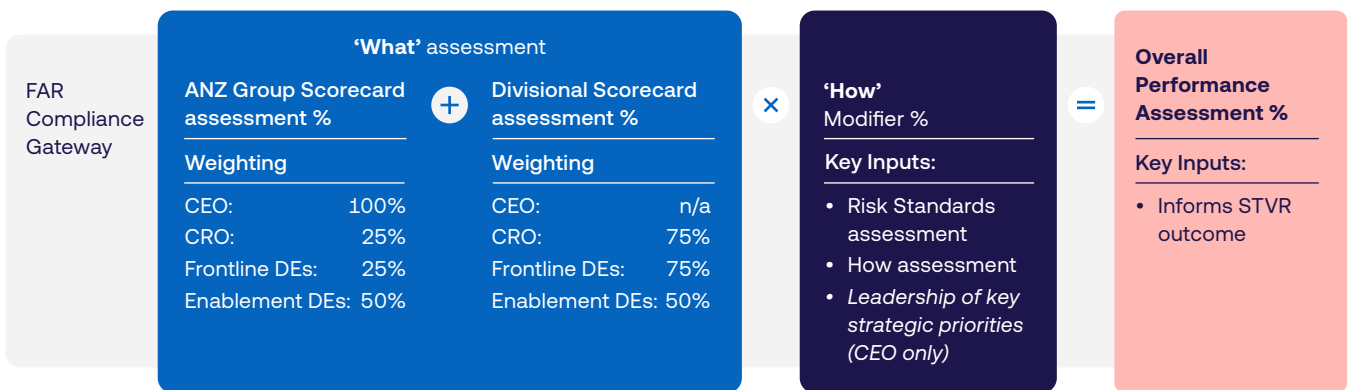 FAR
Compliance
Gateway
‘What’ assessment
ANZ Group Scorecard
assessment %
Weighting
CEO: 100%
CRO: 25%
Frontline DEs: 25%
Enablement DEs: 50%
+
Divisional Scorecard
assessment %
Weighting
CEO: n/a
CRO: 75%
Frontline DEs: 75%
Enablement DEs: 50%
×
‘How’
Modifier %
Key Inputs:
• Risk Standards
assessment
• How assessment
• Leadership of key
strategic priorities
(CEO only)
=
Overall
Performance
Assessment %
Key Inputs:
• Informs STVR
outcome